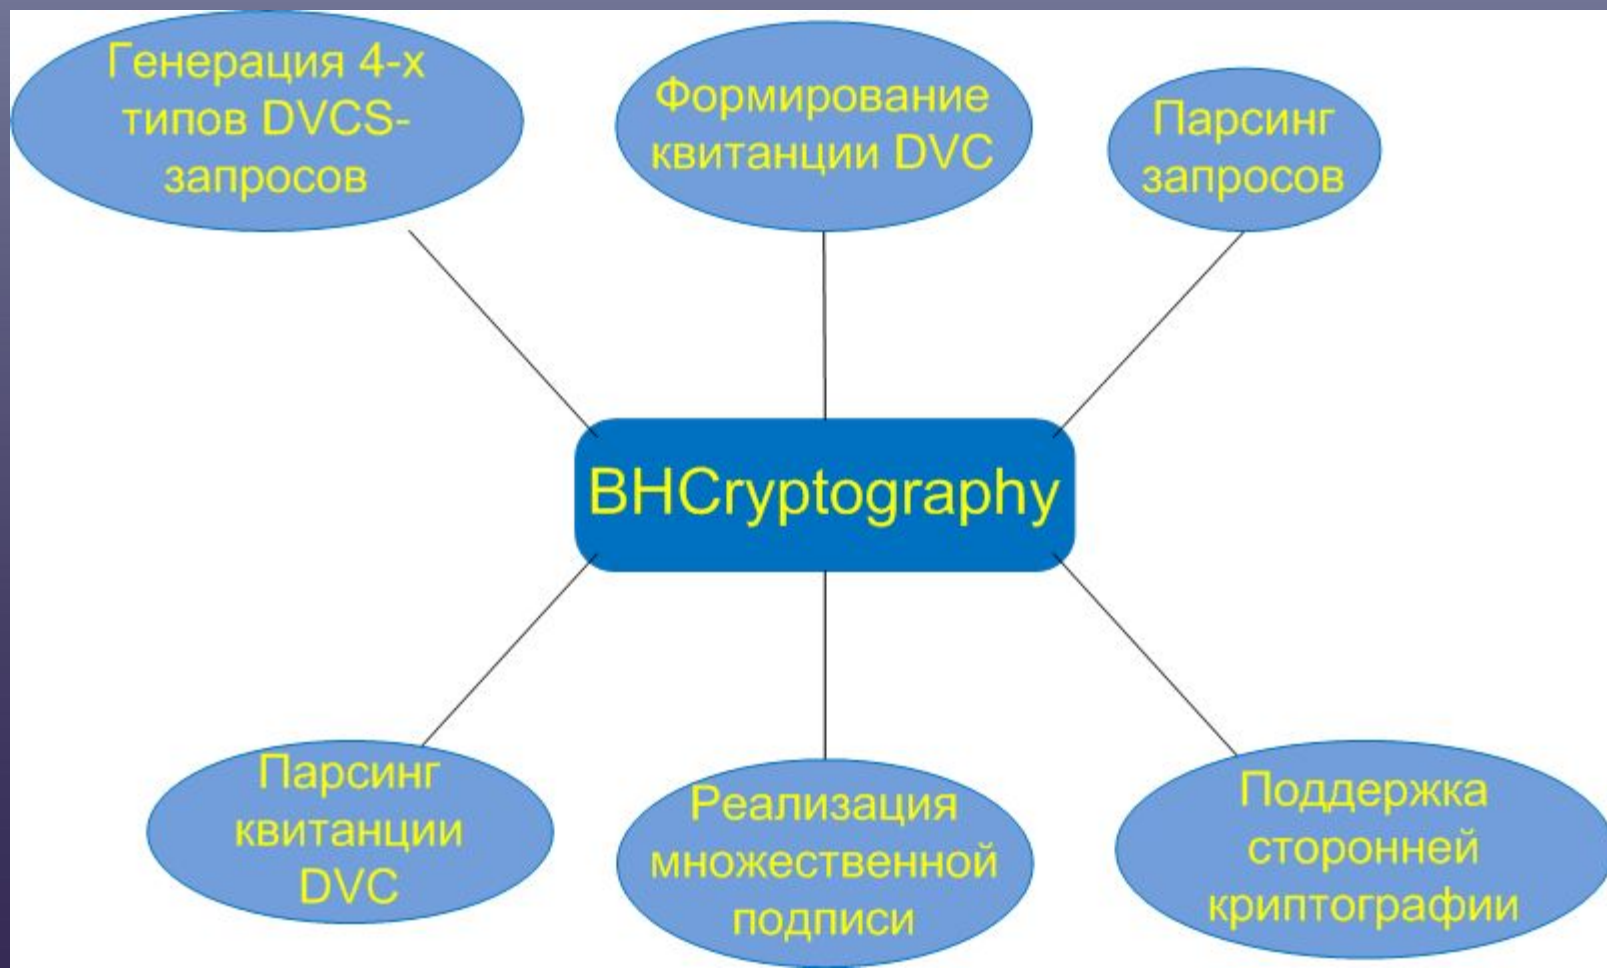 Генерация 4-х
типов DVCS-
запросов
Формирование
квитанции DVC
Парсинг
запросов
BHCryptography
Парсинг
квитанции
DVC
Реализация
множественной
подписи
Поддержка
сторонней
криптографии